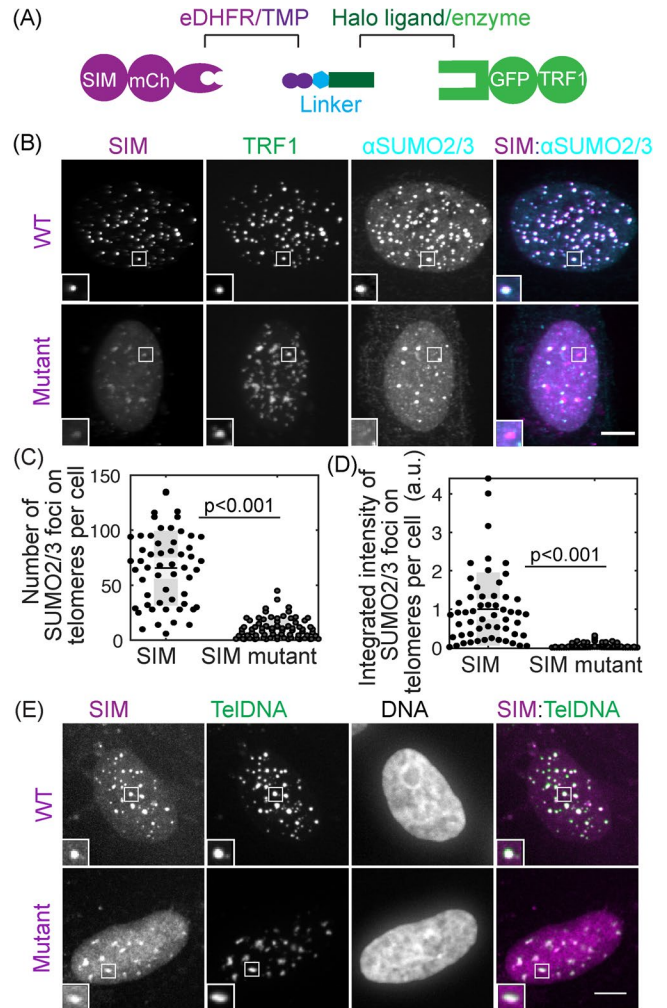 (A)
eDHFR/TMP Halo ligand/enzyme
SIM mCh GFP TRF1
Linker
(B)
SIM TRF1 αSUMO2/3 SIM:αSUMO2/3
WT
Mutant
(C)
Number of
SUMO2/3 foci on
telomeres per cell
150
100
50
0
p<0.001
SIM SIM mutant
(D)
Integrated intensity of
SUMO2/3 foci on
telomeres per cell (a.u.)
4
3
2
1
0
p<0.001
SIM SIM mutant
(E)
SIM TelDNA DNA SIM:TelDNA
WT
Mutant